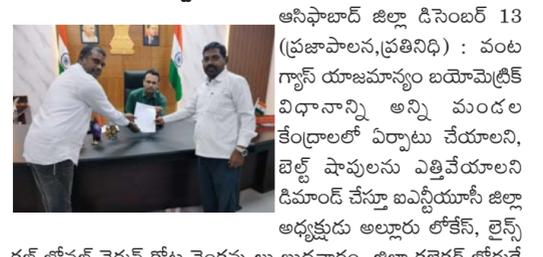 ఆసిఫాబాద్ జిల్లా డిసెంబర్ 13
(ప్రజాపాలన,ప్రతినిధి) : వంట
గ్యాస్ యాజమాన్యం బయోమెట్రిక్
విధానాన్ని అన్ని మండల
కేంద్రాలలో ఏర్పాటు చేయాలని,
బెల్ట్ షాపులను ఎత్తివేయాలని
డిమాండ్ చేస్తూ ఐఎన్టీయూసీ జిల్లా
అధ్యక్షుడు అల్లూరు లోకేస్, లైన్స్